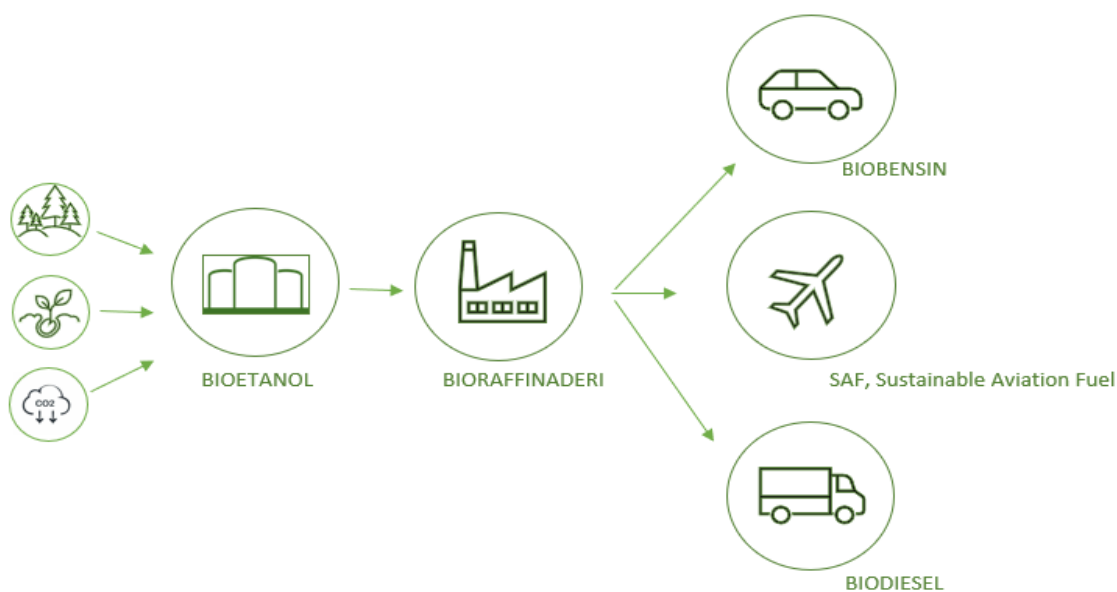 BIOBENSIN
CO2
BIOETANOL
BIORAFFINADERI
SAF, Sustainable Aviation Fuel
BIODIESEL